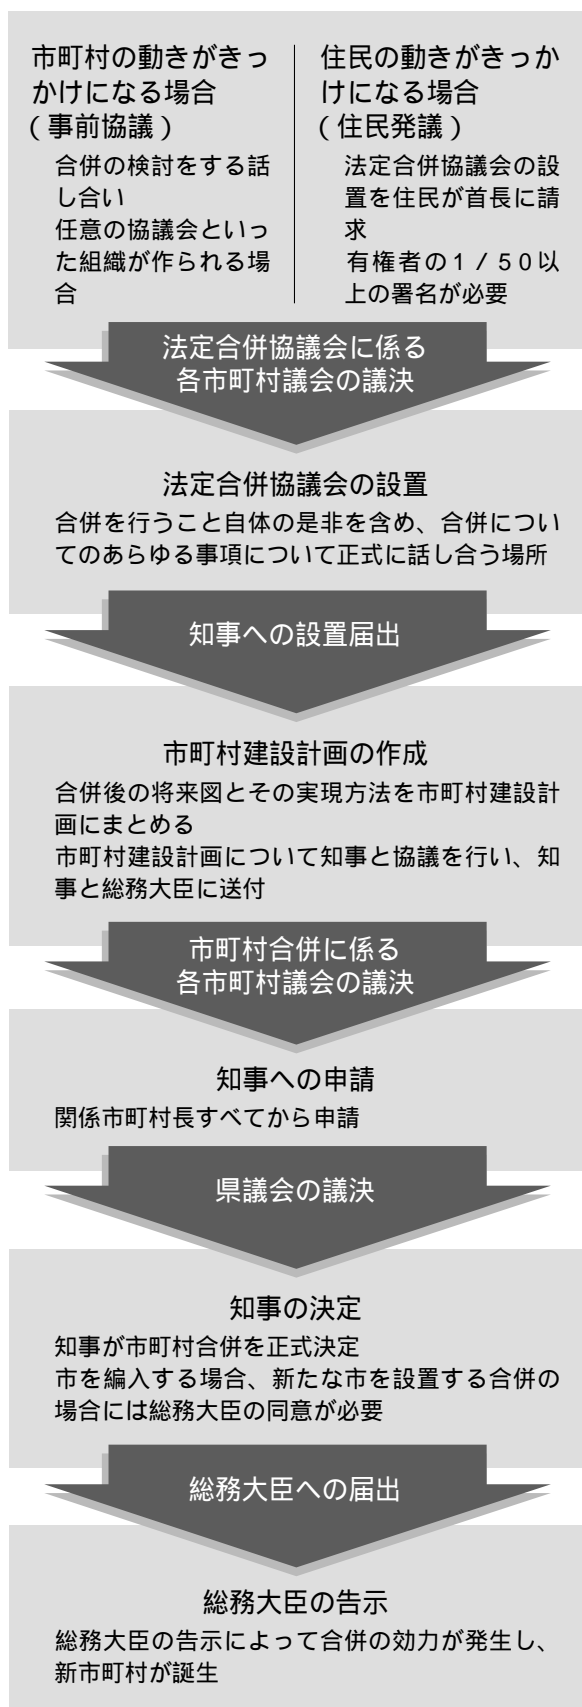 市町村の動きがきっ
かけになる場合
（事前協議）
合併の検討をする話
し合い
任意の協議会といっ
た組織が作られる場
合
住民の動きがきっか
けになる場合
（住民発議）
法定合併協議会の設
置を住民が首長に請
求
有権者の１／５０以
上の署名が必要
法定合併協議会に係る
各市町村議会の議決
法定合併協議会の設置
合併を行うこと自体の是非を含め、合併につい
てのあらゆる事項について正式に話し合う場所
知事への設置届出
市町村建設計画の作成
合併後の将来図とその実現方法を市町村建設計
画にまとめる
市町村建設計画について知事と協議を行い、知
事と総務大臣に送付
市町村合併に係る
各市町村議会の議決
知事への申請
関係市町村長すべてから申請
県議会の議決
知事の決定
知事が市町村合併を正式決定
市を編入する場合、新たな市を設置する合併の
場合には総務大臣の同意が必要
総務大臣への届出
総務大臣の告示
総務大臣の告示によって合併の効力が発生し、
新市町村が誕生